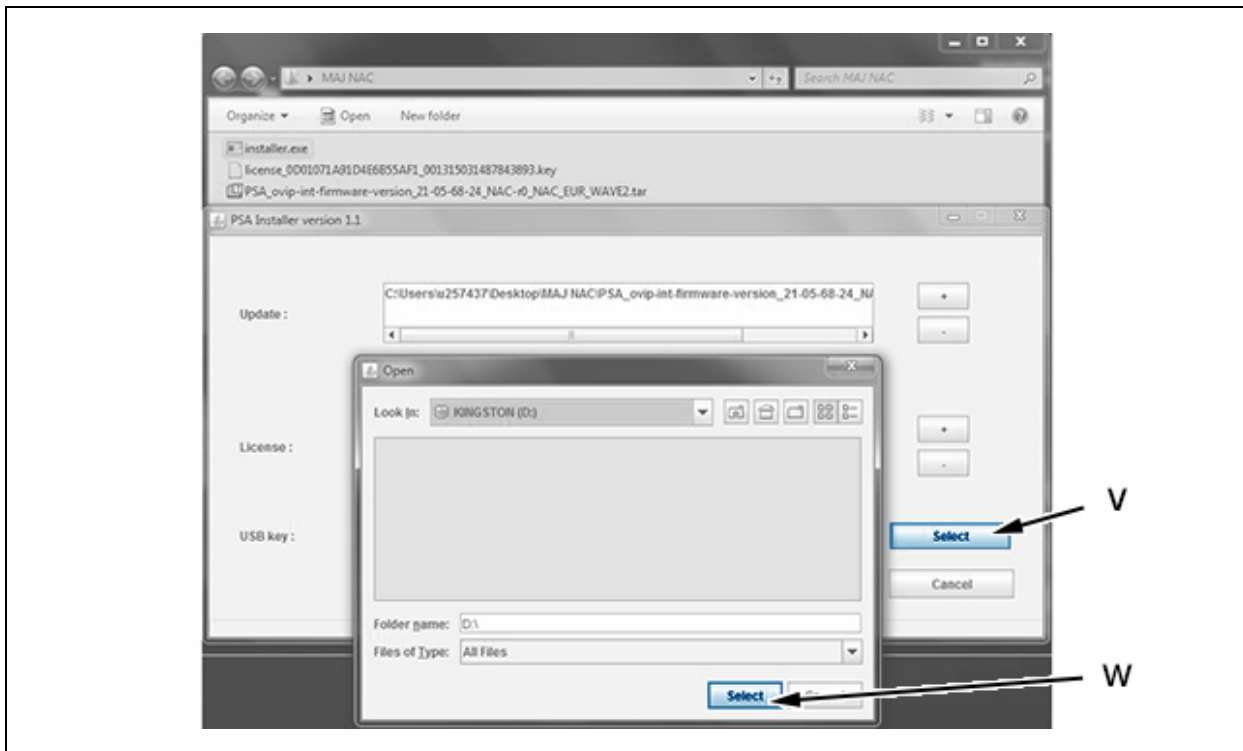 MAJ NAC
Search MAJ NAC
Organize
Open
New folder
installer.exe
license_0D01071A91D4E6B55AF1_001315031487843893.key
PSA_ovip-int-firmware-version_21-05-68-24_NAC-r0_NAC_EUR_WAVE2.tar
PSA Installer version 1.1
Update :
C:\Users\u257437\Desktop\MAJ NAC\PSA_ovip-int-firmware-version_21-05-68-24_NA
+
-
Open
Look In:
KINGSTON (D:)
License :
+
-
V
USB key :
Select
Cancel
Folder name:
D:\
Files of Type:
All Files
Select
W